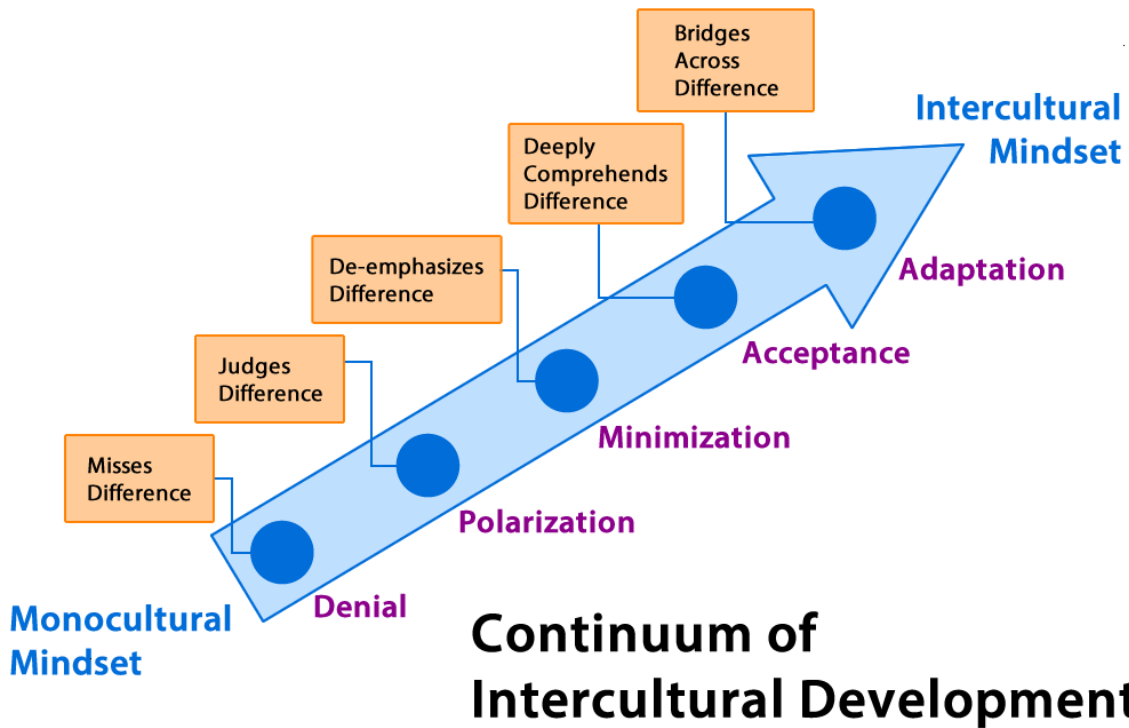 Bridges
Across
Difference
Intercultural
Mindset
Deeply
Comprehends
Difference
Adaptation
De-emphasizes
Difference
Acceptance
Judges
Difference
Minimization
Misses
Difference
Polarization
Denial
Monocultural
Mindset
Continuum of
Intercultural Development